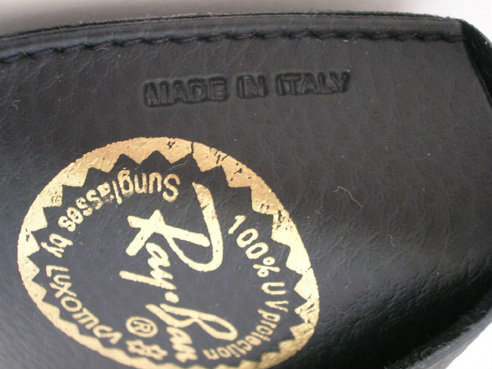 MADE IN ITALY
100% UV protection
Ray·Ban
®
Sunglasses by Luxottica